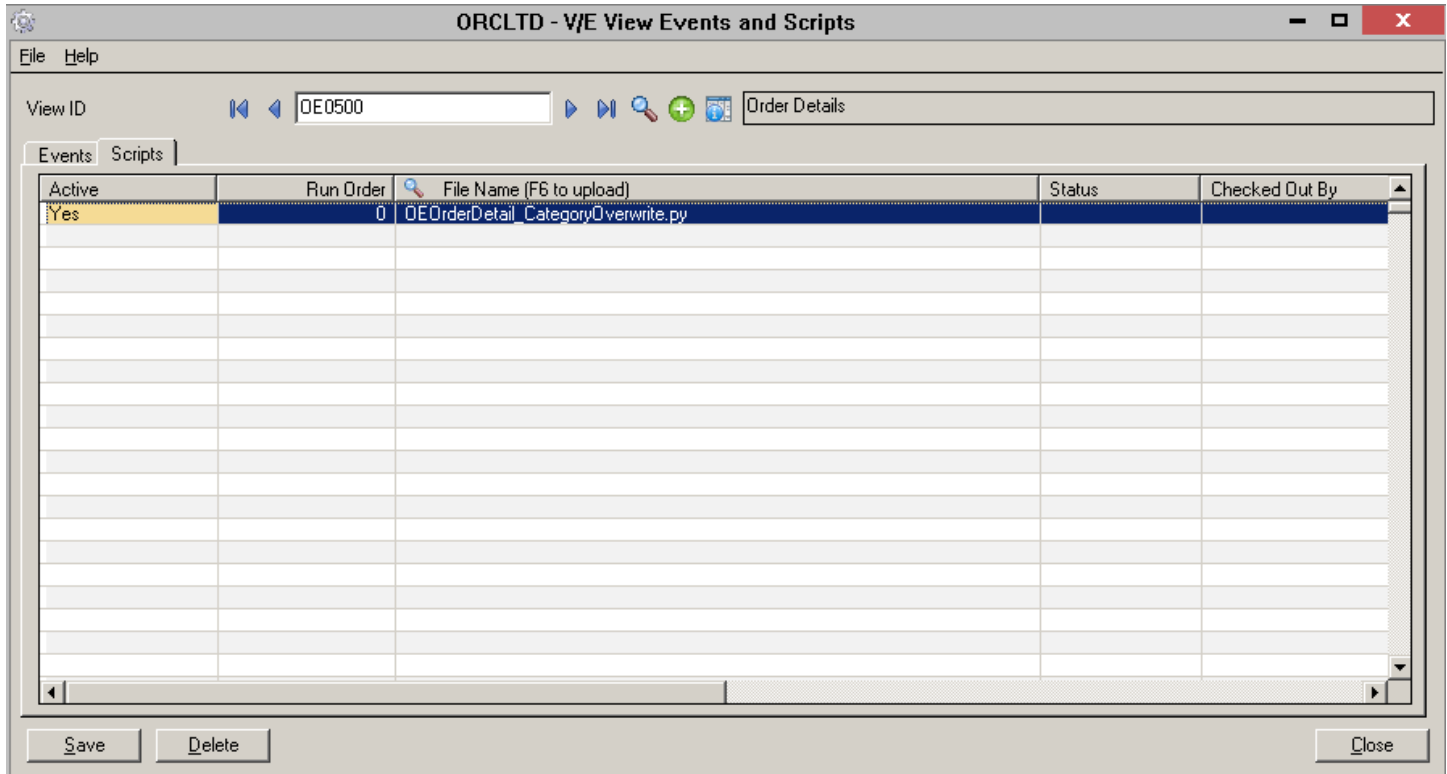 ORCLTD - V/E View Events and Scripts
File Help
View ID OE0500 Order Details
Events Scripts
Active Run Order File Name (F6 to upload) Status Checked Out By
Yes 0 OEOrderDetail_CategoryOverwrite.py
Save Delete Close